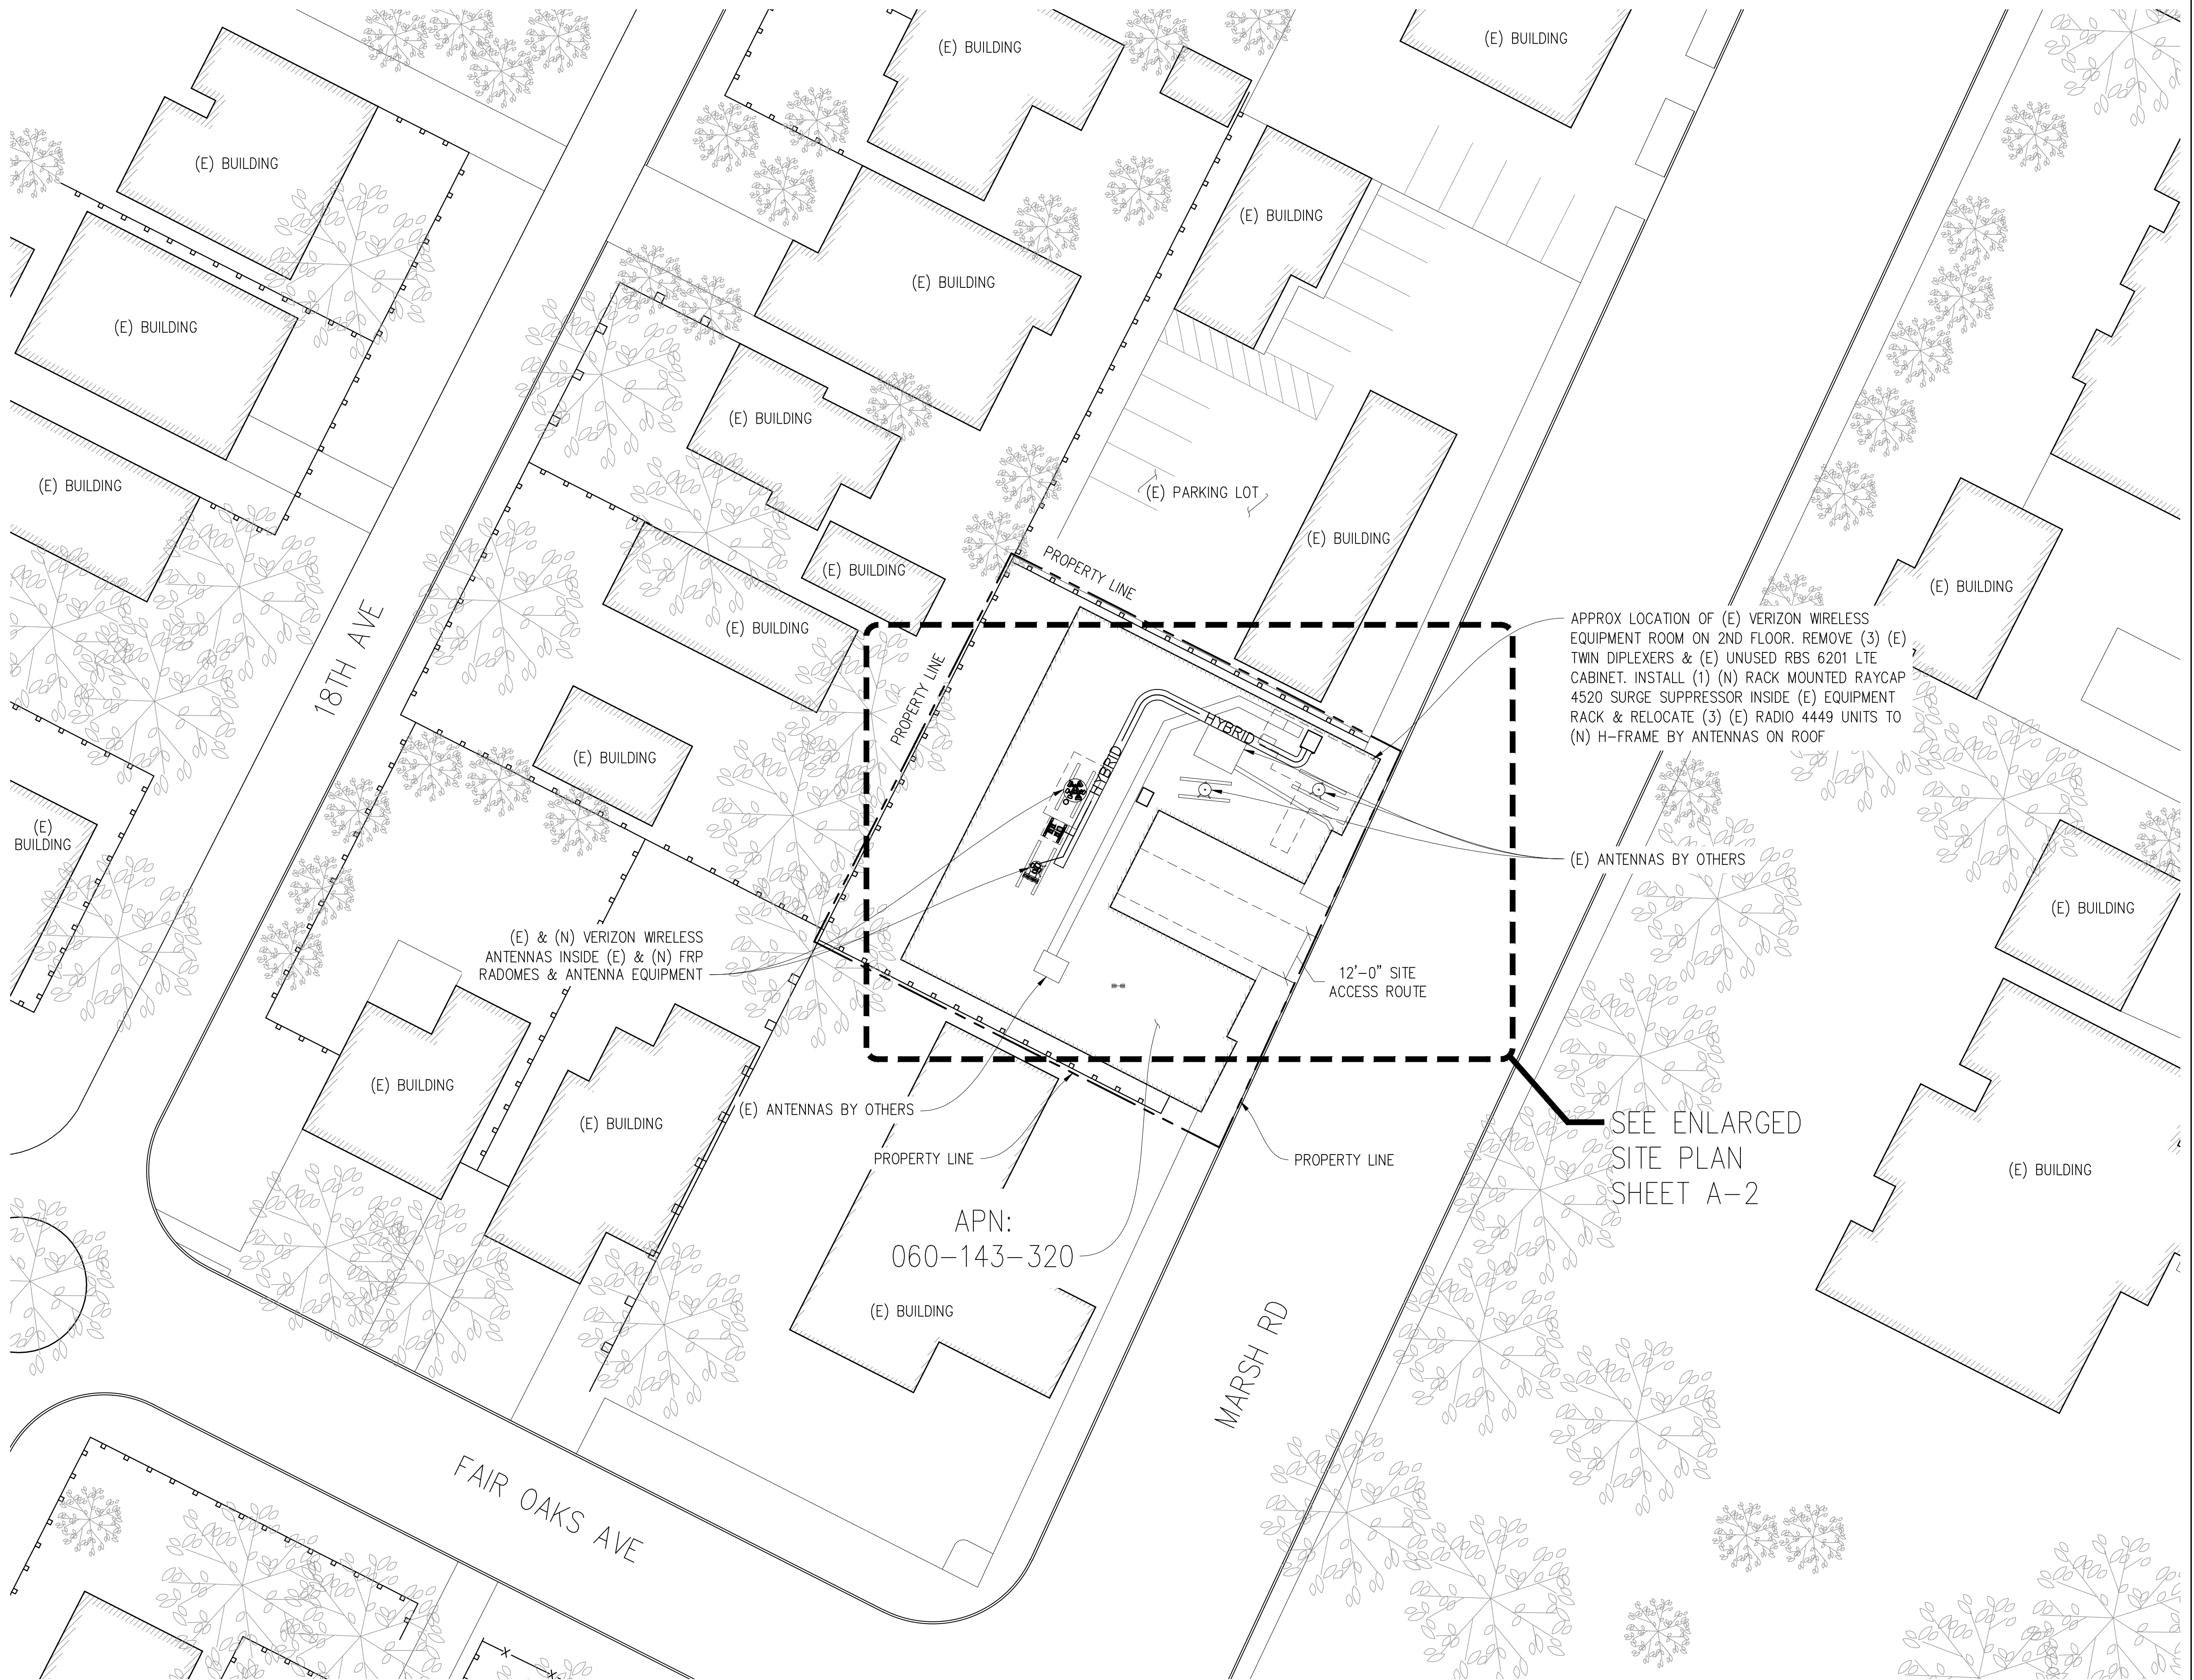 (E) BUILDING
(E) BUILDING
(E) BUILDING
(E) BUILDING
(E) BUILDING
(E) BUILDING
(E) BUILDING
(E) BUILDING
(E) BUILDING
(E) PARKING LOT
(E) BUILDING
PROPERTY LINE
(E) BUILDING
(E) BUILDING
(E) BUILDING
18TH AVE
PROPERTY LINE
APPROX LOCATION OF (E) VERIZON WIRELESS
EQUIPMENT ROOM ON 2ND FLOOR. REMOVE (3) (E)
TWIN DIPLEXERS & (E) UNUSED RBS 6201 LTE
CABINET. INSTALL (1) (N) RACK MOUNTED RAYCAP
4520 SURGE SUPPRESSOR INSIDE (E) EQUIPMENT
RACK & RELOCATE (3) (E) RADIO 4449 UNITS TO
(N) H-FRAME BY ANTENNAS ON ROOF
HYBRID
HYBRID
(E) BUILDING
(E)
BUILDING
(E) ANTENNAS BY OTHERS
(E) BUILDING
(E) & (N) VERIZON WIRELESS
ANTENNAS INSIDE (E) & (N) FRP
RADOMES & ANTENNA EQUIPMENT
12'-0" SITE
ACCESS ROUTE
(E) BUILDING
(E) BUILDING
(E) ANTENNAS BY OTHERS
PROPERTY LINE
PROPERTY LINE
SEE ENLARGED
SITE PLAN
SHEET A-2
(E) BUILDING
APN:
060-143-320
(E) BUILDING
MARSH RD
FAIR OAKS AVE